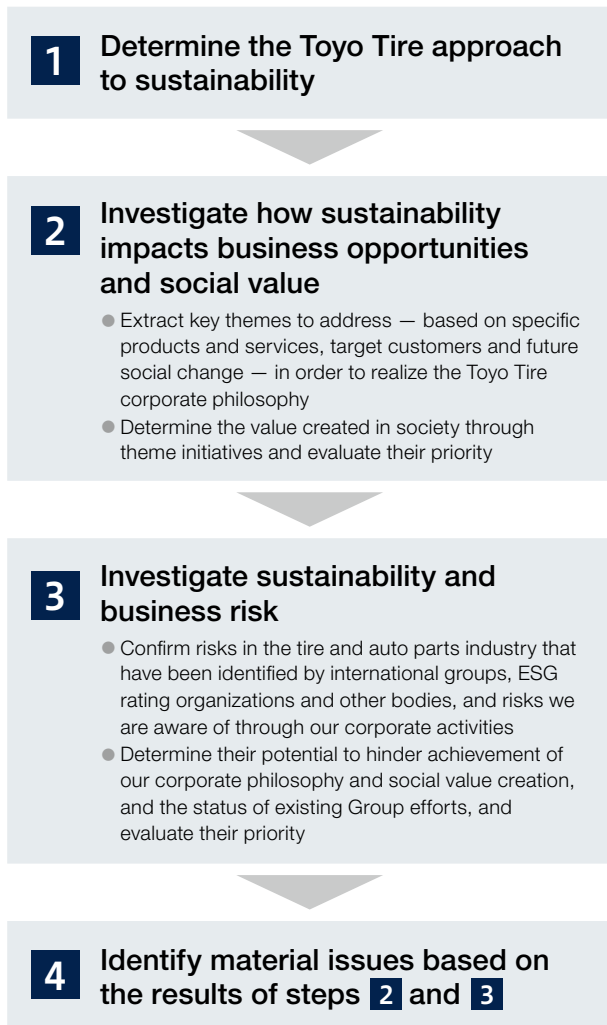 1 Determine the Toyo Tire approach
to sustainability
2 Investigate how sustainability
impacts business opportunities
and social value
● Extract key themes to address — based on specific
products and services, target customers and future
social change — in order to realize the Toyo Tire
corporate philosophy
● Determine the value created in society through
theme initiatives and evaluate their priority
3 Investigate sustainability and
business risk
● Confirm risks in the tire and auto parts industry that
have been identified by international groups, ESG
rating organizations and other bodies, and risks we
are aware of through our corporate activities
● Determine their potential to hinder achievement of
our corporate philosophy and social value creation,
and the status of existing Group efforts, and
evaluate their priority
4 Identify material issues based on
the results of steps 2 and 3